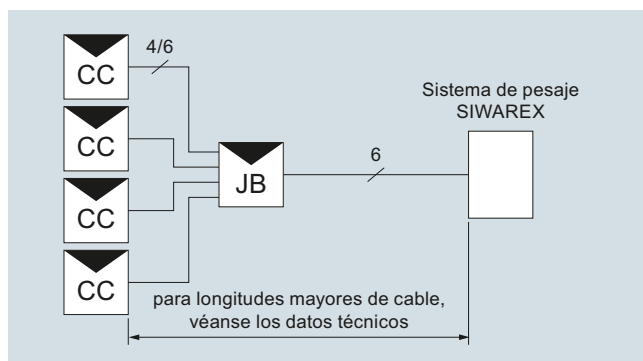 CC
4/6
CC
CC
CC
JB
6
Sistema de pesaje
SIWAREX
para longitudes mayores de cable,
véanse los datos técnicos